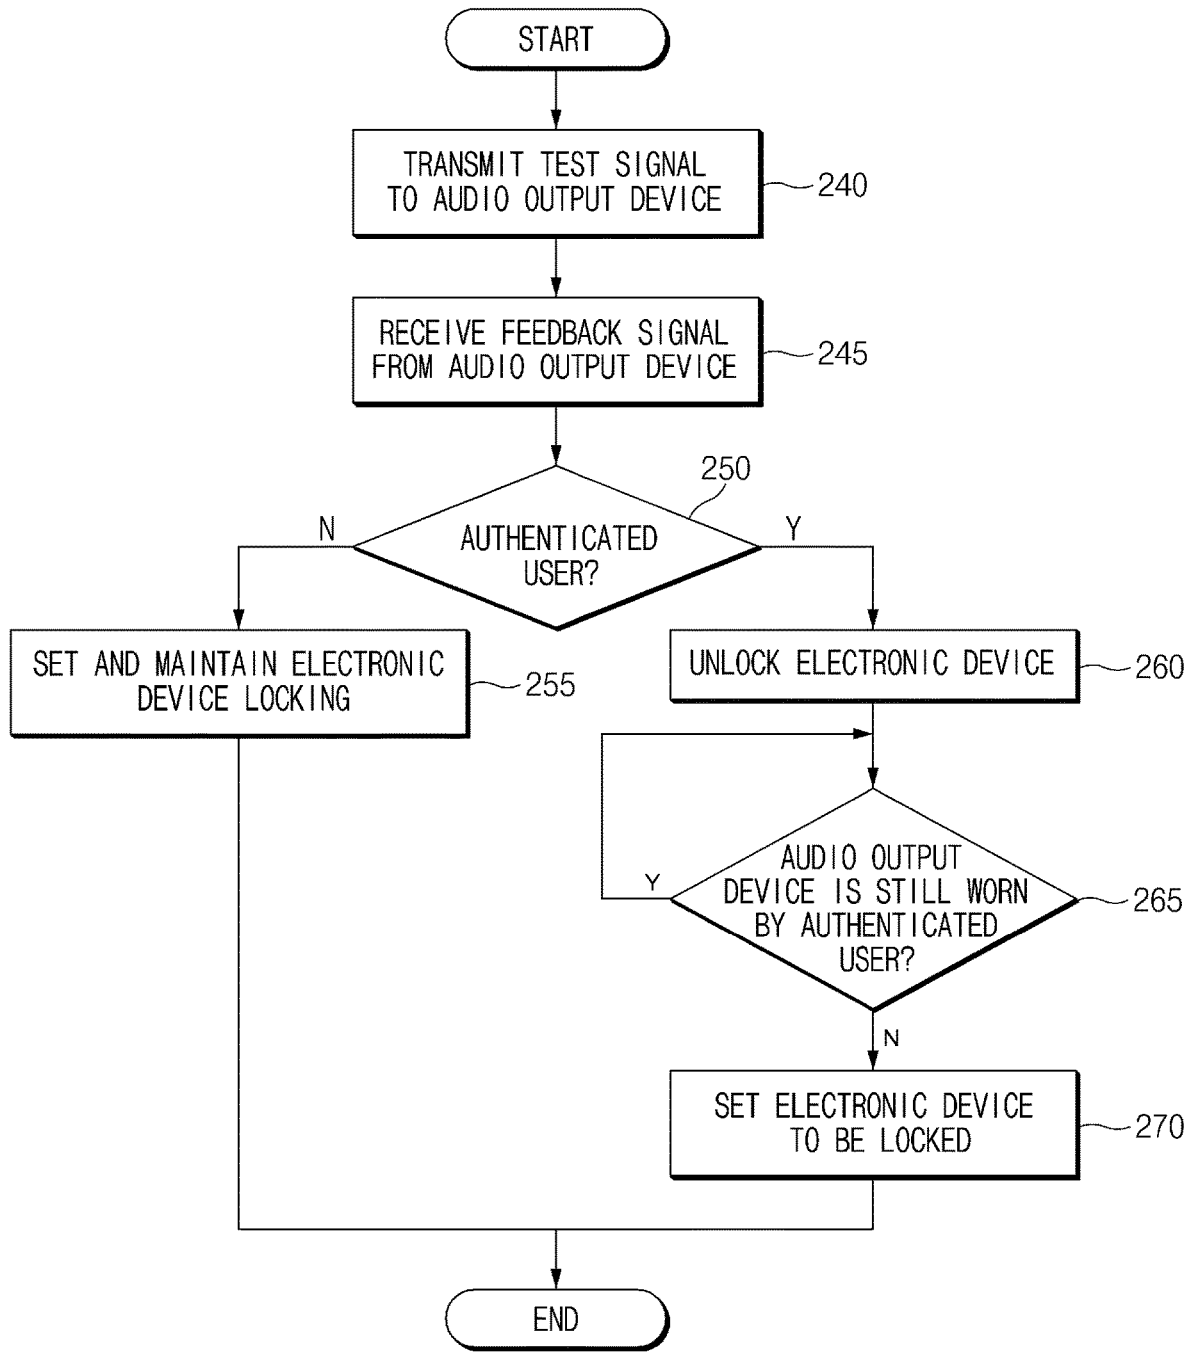 START
TRANSMIT TEST SIGNAL
TO AUDIO OUTPUT DEVICE
240
RECEIVE FEEDBACK SIGNAL
FROM AUDIO OUTPUT DEVICE
245
250
N
AUTHENTICATED
USER?
Y
SET AND MAINTAIN ELECTRONIC
DEVICE LOCKING
255
UNLOCK ELECTRONIC DEVICE
260
Y
AUDIO OUTPUT
DEVICE IS STILL WORN
BY AUTHENTICATED
USER?
265
N
SET ELECTRONIC DEVICE
TO BE LOCKED
270
END